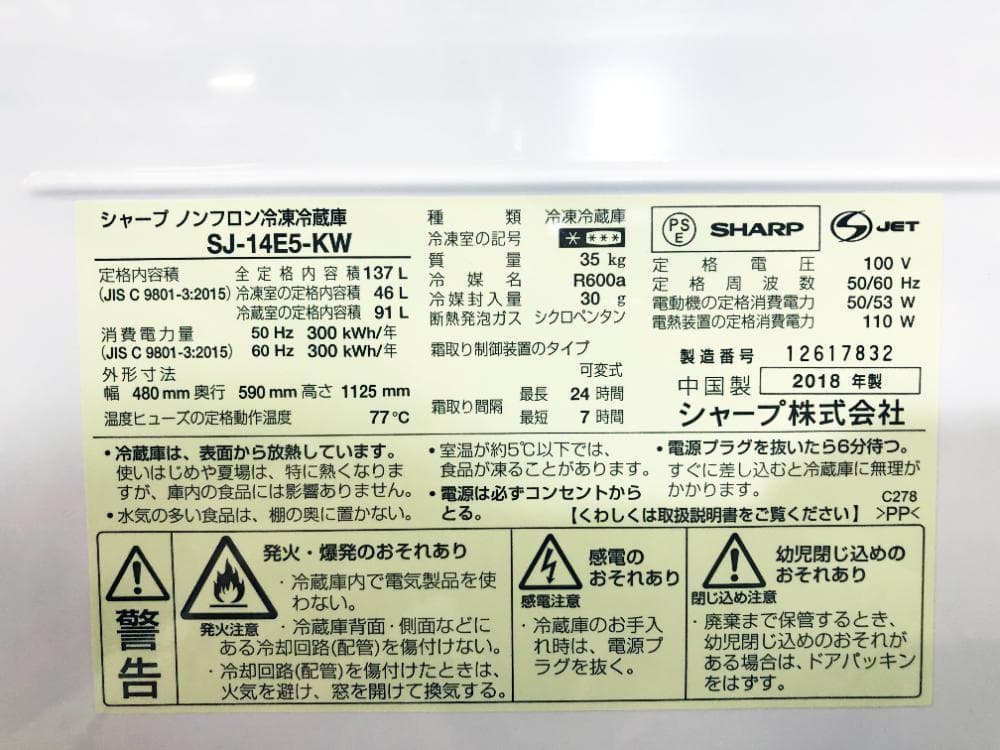 シャープ ノンフロン冷凍冷蔵庫
SJ-14E5-KW
定格内容積 全定格内容積 137 L
(JIS C 9801-3:2015) 冷凍室の定格内容積 46 L
冷蔵室の定格内容積 91 L
消費電力量 50 Hz 300 kWh/年
(JIS C 9801-3:2015) 60 Hz 300 kWh/年
外形寸法
幅 480 mm 奥行 590 mm 高さ 1125 mm
温度ヒューズの定格動作温度 77℃
種類 冷凍冷蔵庫
冷凍室の記号 * ***
質量 35 kg
冷媒名 R600a
冷媒封入量 30 g
断熱発泡ガス シクロペンタン
霜取り制御装置のタイプ
可変式
霜取り間隔 最長 24 時間
最短 7 時間
PS
E
SHARP
S JET
定格電圧 100 V
定格周波数 50/60 Hz
電動機の定格消費電力 50/53 W
電熱装置の定格消費電力 110 W
製造番号 12617832
中国製 2018 年製
シャープ株式会社
・冷蔵庫は、表面から放熱しています。
使いはじめや夏場は、特に熱くなりま
すが、庫内の食品には影響ありません。
・水気の多い食品は、棚の奥に置かない。
・室温が約5℃以下では、
食品が凍ることがあります。
・電源は必ずコンセントから
とる。
・電源プラグを抜いたら6分待つ。
すぐに差し込むと冷蔵庫に無理が
かかります。
C278
【くわしくは取扱説明書をご覧ください】 >PP<
警告
発火・爆発のおそれあり
発火注意
・冷蔵庫内で電気製品を使
わない。
・冷蔵庫背面・側面などに
ある冷却回路(配管)を傷付けない。
・冷却回路(配管)を傷付けたときは、
火気を避け、窓を開けて換気する。
感電の
おそれあり
感電注意
・冷蔵庫のお手入
れ時は、電源プ
ラグを抜く。
幼児閉じ込めの
おそれあり
閉じ込め注意
・廃棄まで保管するとき、
幼児閉じ込めのおそれが
ある場合は、ドアパッキン
をはずす。